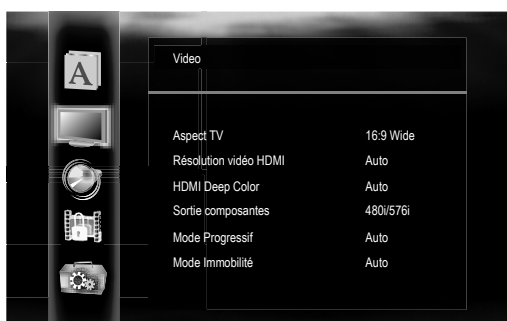 A
Video
Aspect TV 16:9 Wide
Résolution vidéo HDMI Auto
HDMI Deep Color Auto
Sortie composantes 480i/576i
Mode Progressif Auto
Mode Immobilité Auto